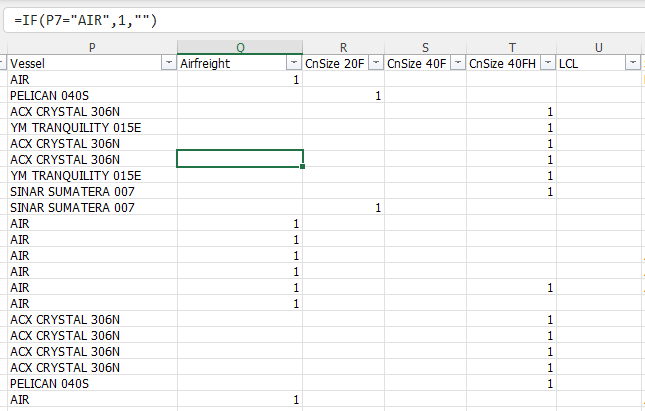 =IF(P7="AIR",1,"")
P Q R S T U
Vessel Airfreight CnSize 20F CnSize 40F CnSize 40FH LCL
AIR 1
PELICAN 040S 1
ACX CRYSTAL 306N 1
YM TRANQUILITY 015E 1
ACX CRYSTAL 306N 1
ACX CRYSTAL 306N 1
YM TRANQUILITY 015E 1
SINAR SUMATERA 007 1
SINAR SUMATERA 007 1
AIR 1
AIR 1
AIR 1
AIR 1
AIR 1 1
AIR 1
ACX CRYSTAL 306N 1
ACX CRYSTAL 306N 1
ACX CRYSTAL 306N 1
ACX CRYSTAL 306N 1
PELICAN 040S 1
AIR 1